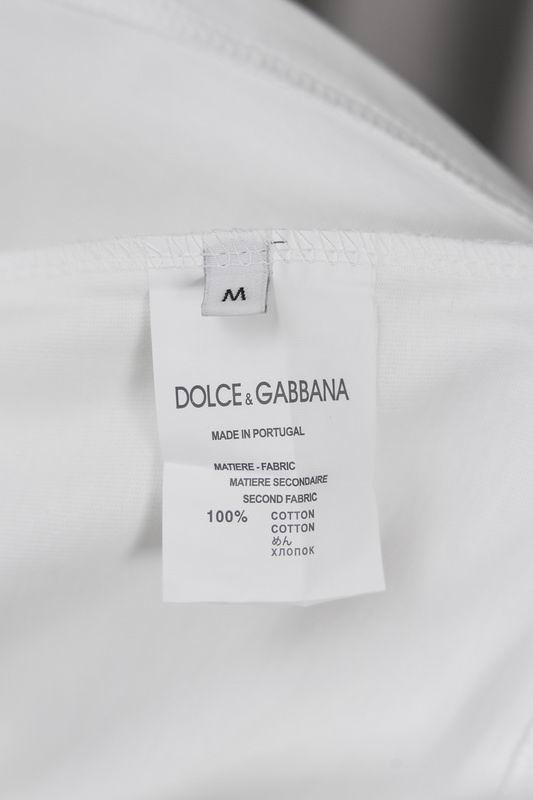 M
DOLCE & GABBANA
MADE IN PORTUGAL
MATIERE - FABRIC
MATIERE SECONDAIRE
SECOND FABRIC
100% COTTON
COTTON
めん
ХЛОПОК